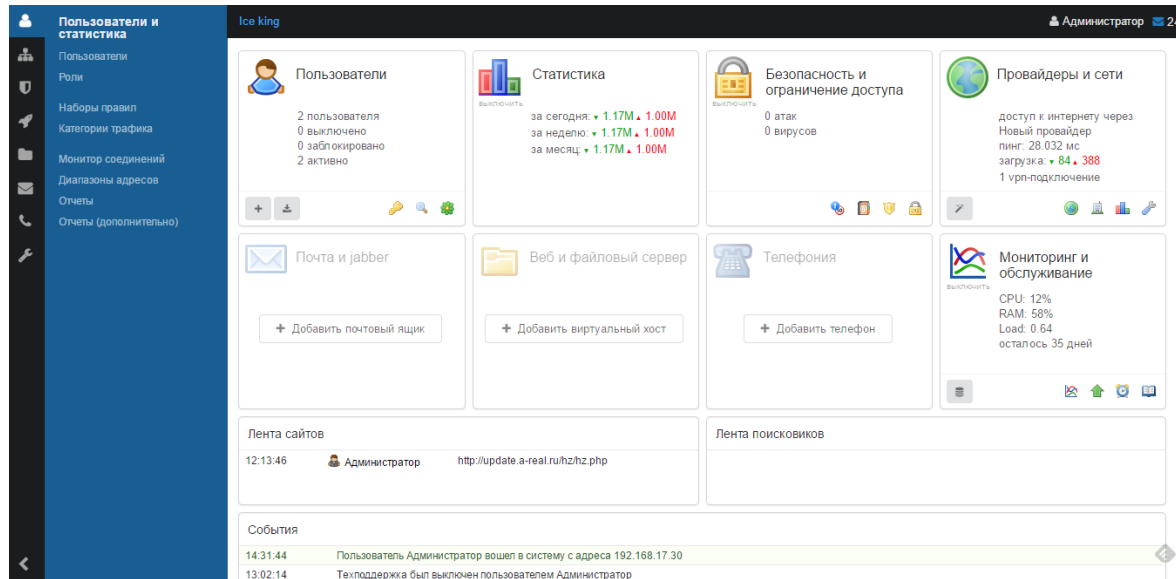 Пользователи и
статистика
Пользователи
Роли
Наборы правил
Категории трафика
Монитор соединений
Диапазоны адресов
Отчеты
Отчеты (дополнительно)
Ice king
Администратор
Пользователи
2 пользователя
0 выключено
0 заблокировано
2 активно
Статистика
выключить
за сегодня: ▾ 1.17M ▴ 1.00M
за неделю: ▾ 1.17M ▴ 1.00M
за месяц: ▾ 1.17M ▴ 1.00M
Безопасность и
ограничение доступа
выключить
0 атак
0 вирусов
Провайдеры и сети
доступ к интернету через
Новый провайдер
пинг: 28.032 мс
загрузка: ▾ 84 ▴ 388
1 vpn-подключение
Почта и jabber
+ Добавить почтовый ящик
Веб и файловый сервер
+ Добавить виртуальный хост
Телефония
+ Добавить телефон
Мониторинг и
обслуживание
выключить
CPU: 12%
RAM: 58%
Load: 0.64
осталось 35 дней
Лента сайтов
12:13:46 Администратор http://update.a-real.ru/hz/hz.php
Лента поисковиков
События
14:31:44 Пользователь Администратор вошел в систему с адреса 192.168.17.30
13:02:14 Техподдержка был выключен пользователем Администратор